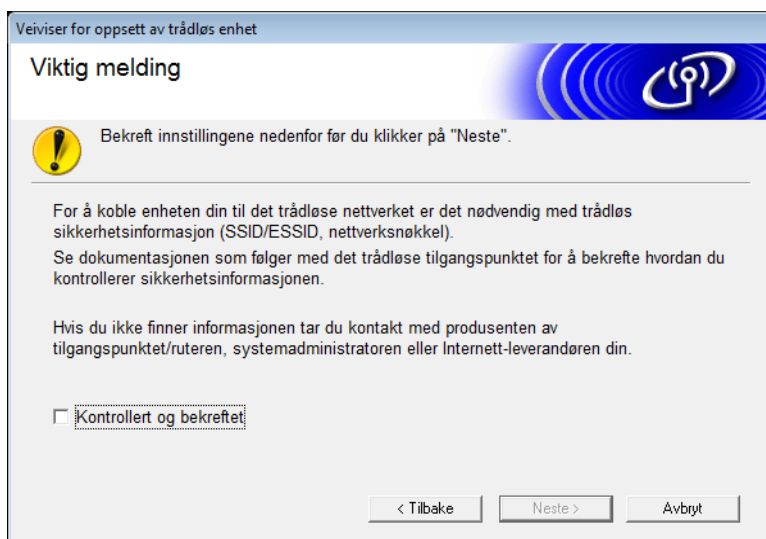 Veiviser for oppsett av trådløs enhet
Viktig melding
Bekreft innstillingene nedenfor før du klikker på "Neste".
For å koble enheten din til det trådløse nettverket er det nødvendig med trådløs
sikkerhetsinformasjon (SSID/ESSID, nettverksnøkkel).
Se dokumentasjonen som følger med det trådløse tilgangspunktet for å bekrefte hvordan du
kontrollerer sikkerhetsinformasjonen.
Hvis du ikke finner informasjonen tar du kontakt med produsenten av
tilgangspunktet/ruteren, systemadministratoren eller Internett-leverandøren din.
Kontrollert og bekreftet
< Tilbake
Neste >
Avbryt